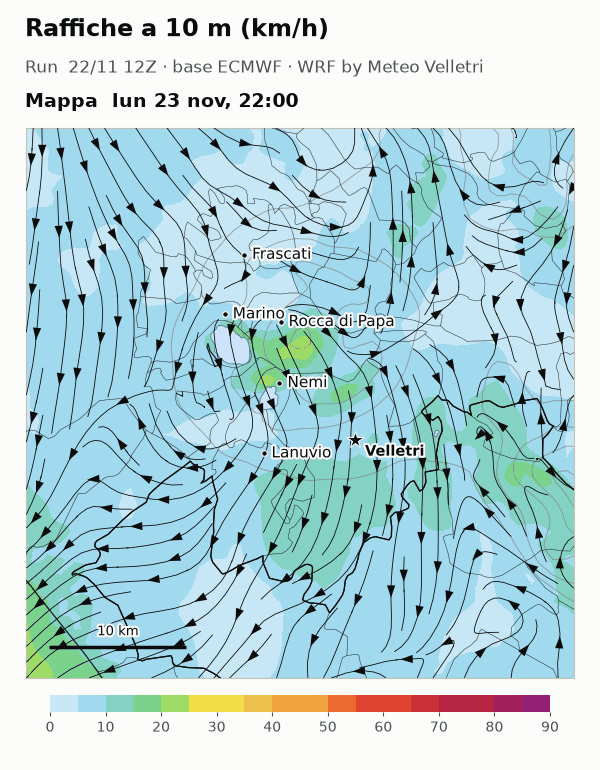 Raffiche a 10 m (km/h)
Run  22/11 12Z · base ECMWF · WRF by Meteo Velletri
Mappa  lun 23 nov, 22:00
Frascati
Marino
Rocca di Papa
Nemi
Velletri
Lanuvio
10 km
0 10 20 30 40 50 60 70 80 90